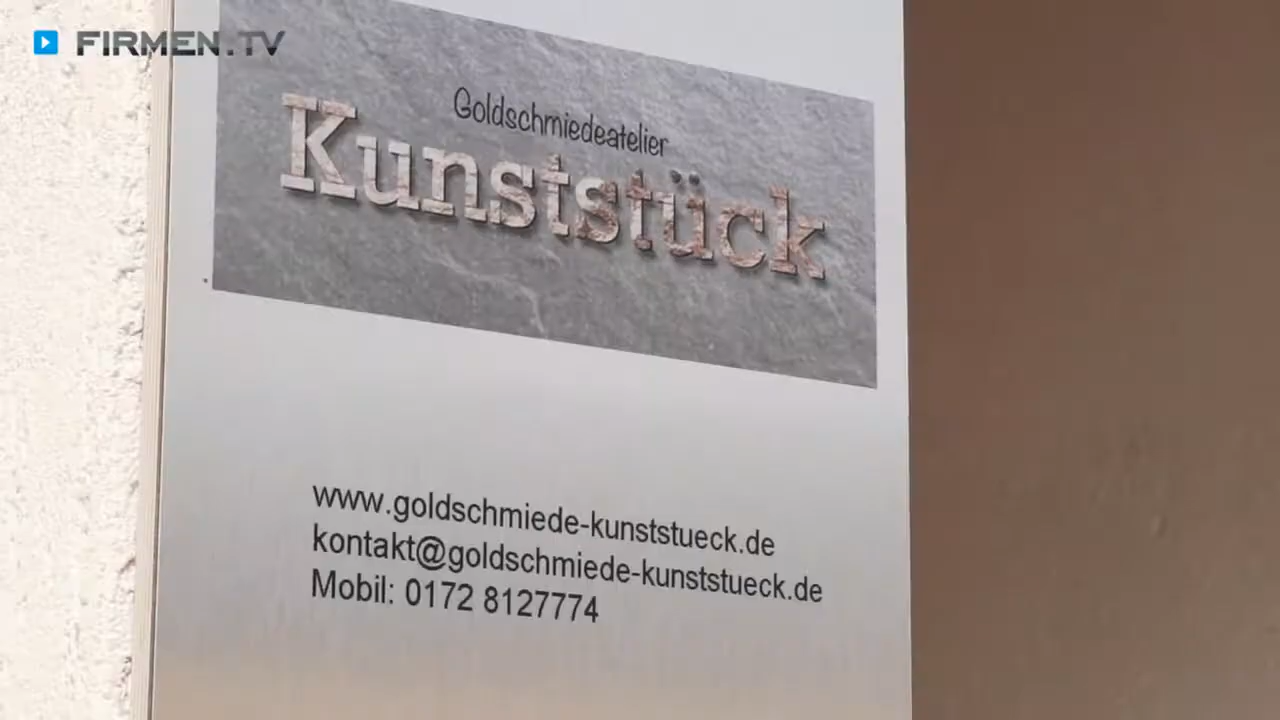 FIRMEN.TV
Goldschmiedeatelier
Kunststück
www.goldschmiede-kunststueck.de
kontakt@goldschmiede-kunststueck.de
Mobil: 0172 8127774